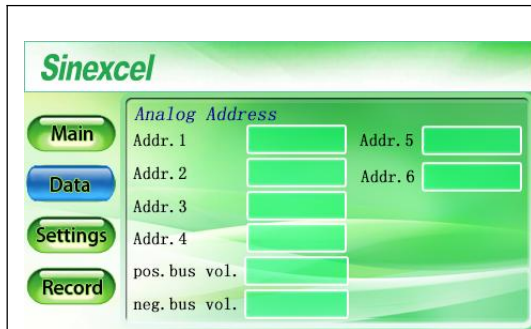 Sinexcel
Main
Data
Settings
Record
Analog Address
Addr.1
Addr.2
Addr.3
Addr.4
pos.bus vol.
neg.bus vol.
Addr.5
Addr.6